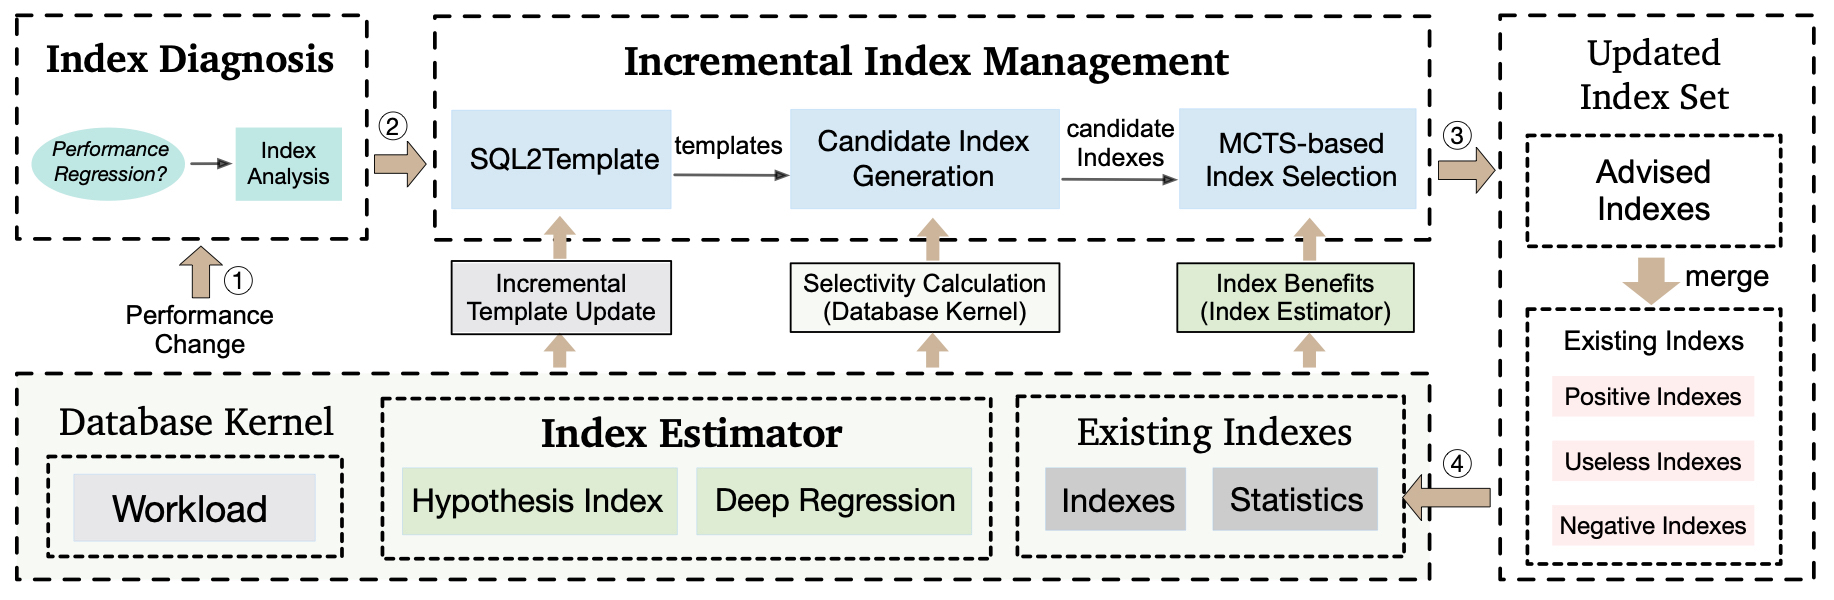 Index Diagnosis
Performance
Regression?
Index
Analysis
①
Performance
Change
②
Incremental Index Management
SQL2Template
templates
Candidate Index
Generation
candidate
Indexes
MCTS-based
Index Selection
Incremental
Template Update
Selectivity Calculation
(Database Kernel)
Index Benefits
(Index Estimator)
③
Updated
Index Set
Advised
Indexes
merge
Existing Indexs
Positive Indexes
Useless Indexes
Negative Indexes
④
Database Kernel
Workload
Index Estimator
Hypothesis Index
Deep Regression
Existing Indexes
Indexes
Statistics